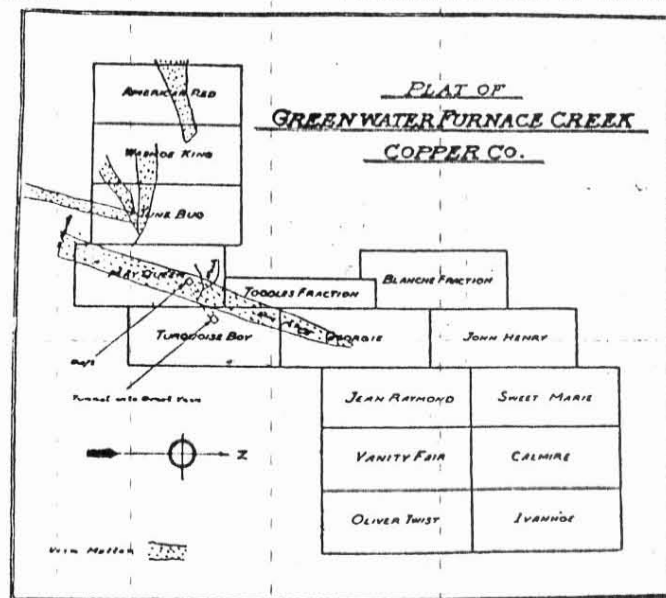 PLAT OF
GREENWATER FURNACE CREEK
COPPER CO.
AMERICAN RED
WASHOE KING
JUNE BUG
MAY QUEEN
TODDLES FRACTION
BLANCHE FRACTION
TURQUOISE BOY
GEORGIE
JOHN HENRY
Shaft
Tunnel into Great Vein
JEAN RAYMOND
SWEET MARIE
VANITY FAIR
CALMIRE
OLIVER TWIST
IVANHOE
N
Vein Matter